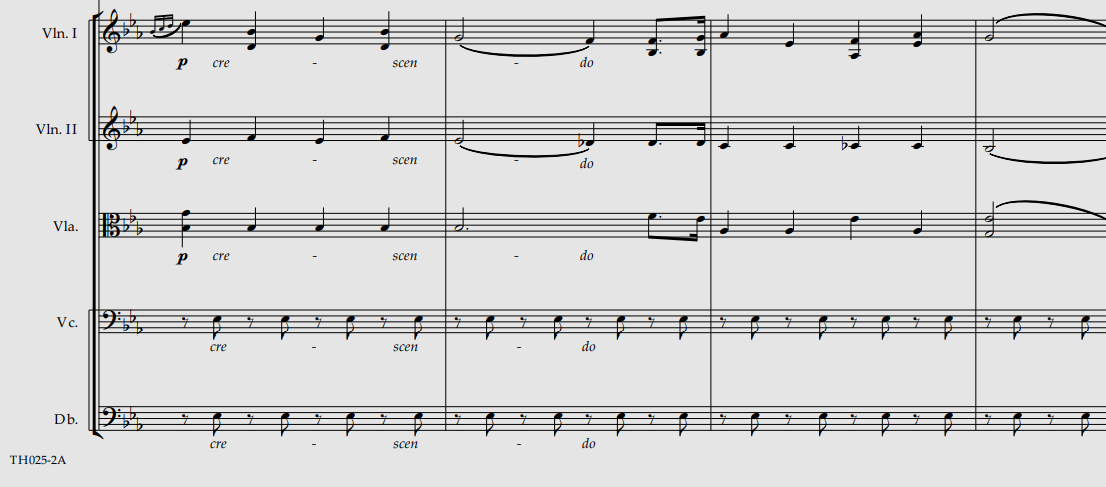 Vln. I
p cre - scen - do
Vln. II
p cre - scen - do
Vla.
p cre - scen - do
Vc.
cre - scen - do
Db.
cre - scen - do
TH025-2A